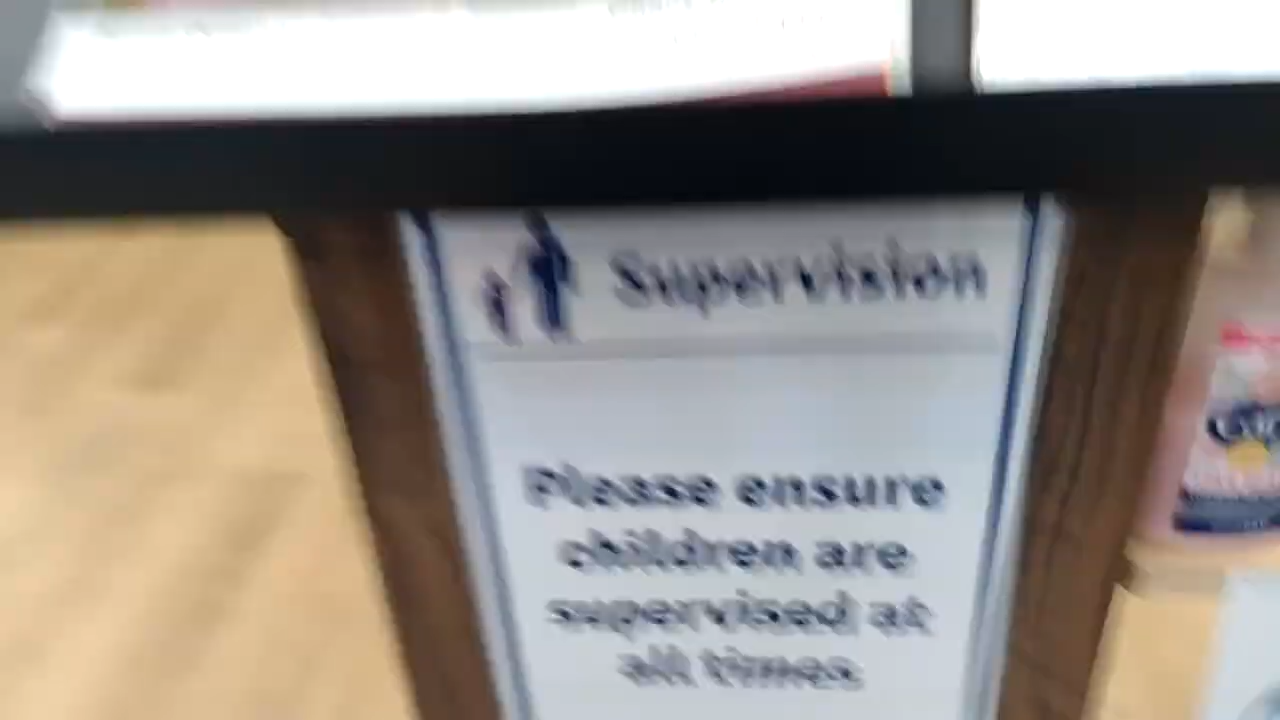 Supervision
Please ensure
children are
supervised at
all times.